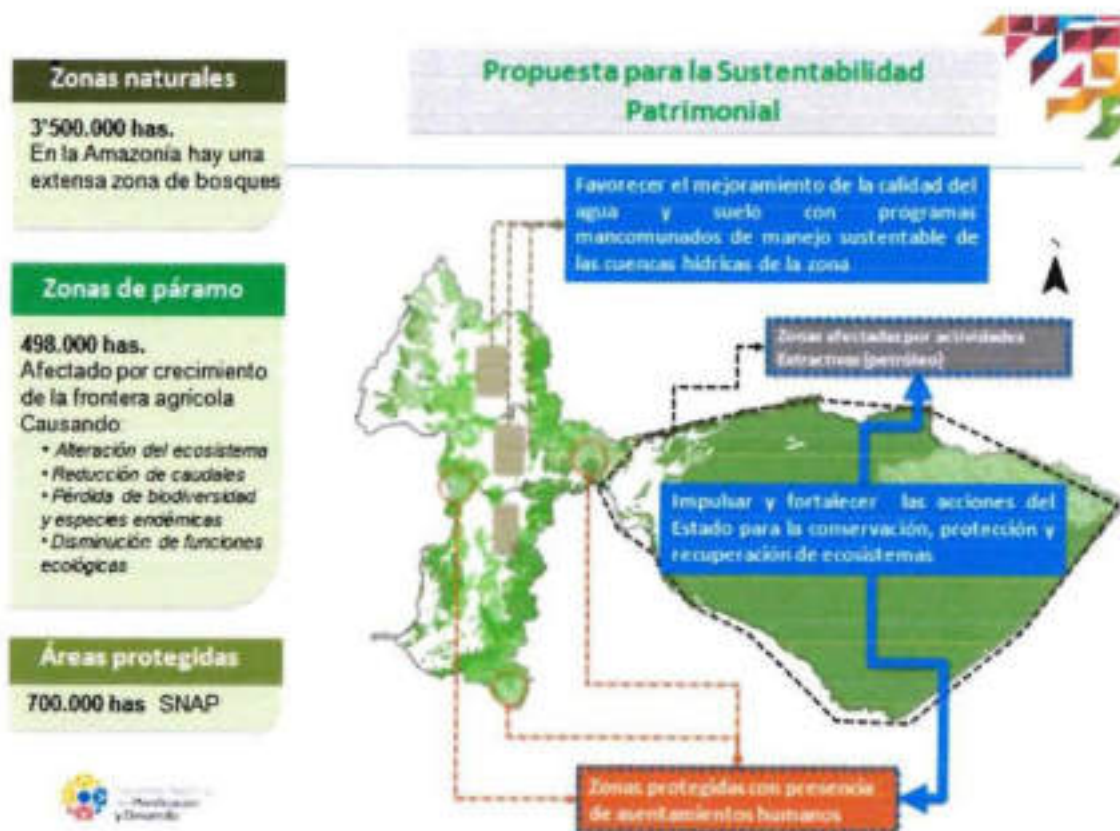 Propuesta para la Sustentabilidad
Patrimonial
Zonas naturales
3'500.000 has.
En la Amazonía hay una
extensa zona de bosques
Zonas de páramo
498.000 has.
Afectado por crecimiento
de la frontera agrícola
Causando:
• Alteración del ecosistema
• Reducción de caudales
• Pérdida de biodiversidad
y especies endémicas
• Disminución de funciones
ecológicas
Áreas protegidas
700.000 has SNAP
Favorecer el mejoramiento de la calidad del
agua y suelo con programas
mancomunados de manejo sustentable de
las cuencas hídricas de la zona
Zonas afectadas por actividades
Extractivas (petróleo)
Impulsar y fortalecer las acciones del
Estado para la conservación, protección y
recuperación de ecosistemas
Zonas protegidas con presencia
de asentamientos humanos
Planificación
y Desarrollo